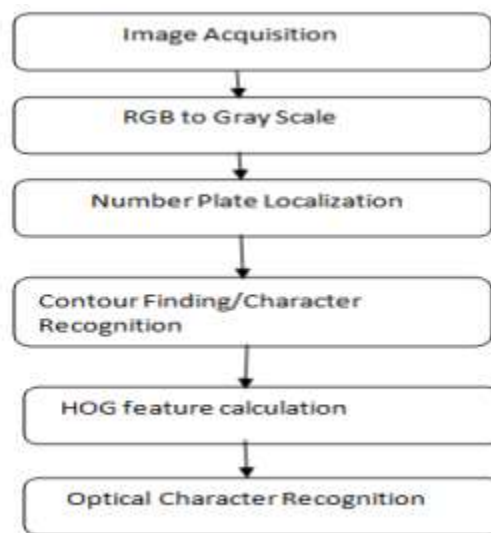 Image Acquisition
RGB to Gray Scale
Number Plate Localization
Contour Finding/Character
Recognition
HOG feature calculation
Optical Character Recognition